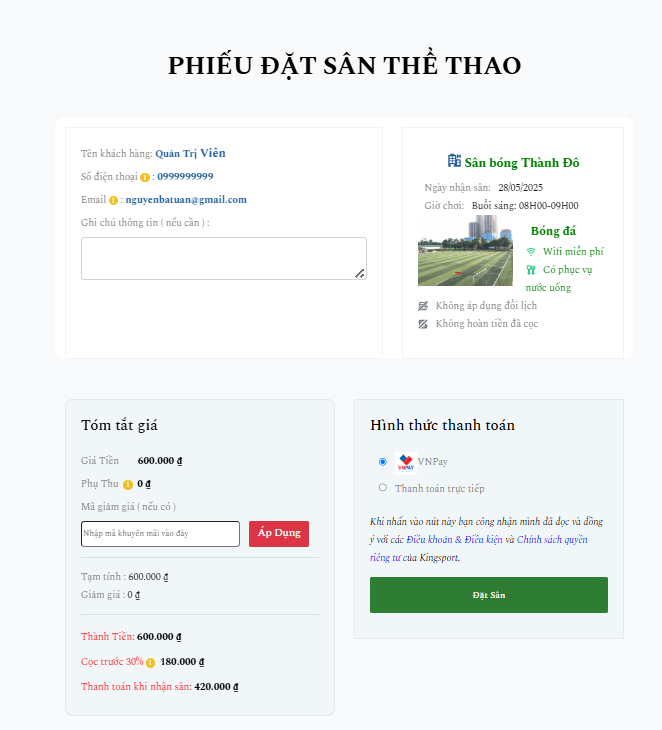 PHIẾU ĐẶT SÂN THỂ THAO
Tên khách hàng: Quản Trị Viên
Số điện thoại : 0999999999
Email : nguyenbatuan@gmail.com
Ghi chú thông tin ( nếu cần ) :
Sân bóng Thành Đô
Ngày nhận sân: 28/05/2025
Giờ chơi: Buổi sáng: 08H00-09H00
Bóng đá
Wifi miễn phí
Có phục vụ
nước uống
Không áp dụng đổi lịch
Không hoàn tiền đã cọc
Tóm tắt giá
Giá Tiền 600.000 ₫
Phụ Thu 0 ₫
Mã giảm giá ( nếu có )
Nhập mã khuyến mãi vào đây
Áp Dụng
Tạm tính : 600.000 ₫
Giảm giá : 0 ₫
Thành Tiền: 600.000 ₫
Cọc trước 30% 180.000 ₫
Thanh toán khi nhận sân: 420.000 ₫
Hình thức thanh toán
VNPAY VNPay
Thanh toán trực tiếp
Khi nhấn vào nút này bạn công nhận mình đã đọc và đồng
ý với các Điều khoản & Điều kiện và Chính sách quyền
riêng tư của Kingsport.
Đặt Sân